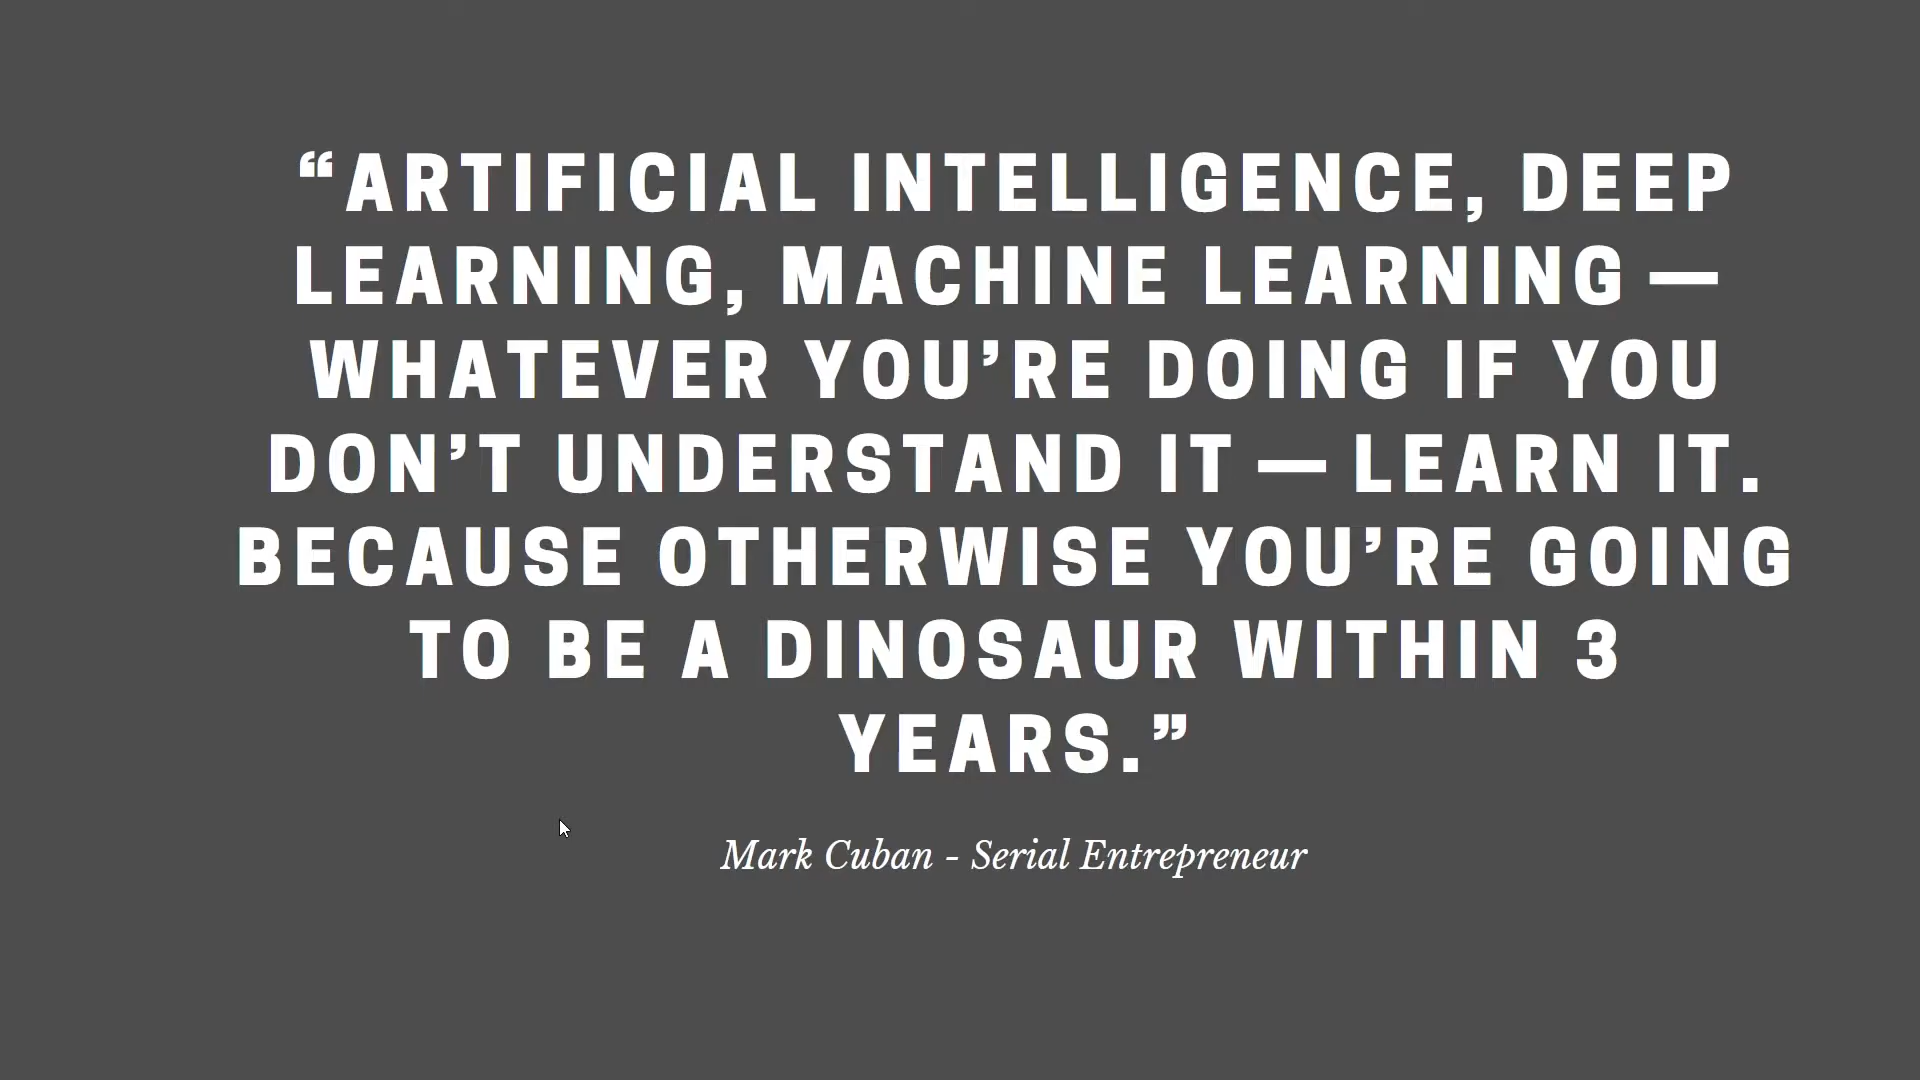 “ARTIFICIAL INTELLIGENCE, DEEP
LEARNING, MACHINE LEARNING —
WHATEVER YOU’RE DOING IF YOU
DON’T UNDERSTAND IT — LEARN IT.
BECAUSE OTHERWISE YOU’RE GOING
TO BE A DINOSAUR WITHIN 3
YEARS.”
Mark Cuban - Serial Entrepreneur